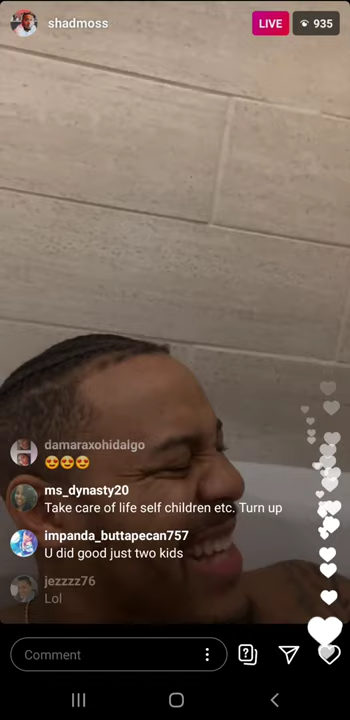 shadmoss
LIVE
935
damaraxohidalgo
😍😍😍
ms_dynasty20
Take care of life self children etc. Turn up
impanda_buttapecan757
U did good just two kids
jezzzz76
Lol
Comment